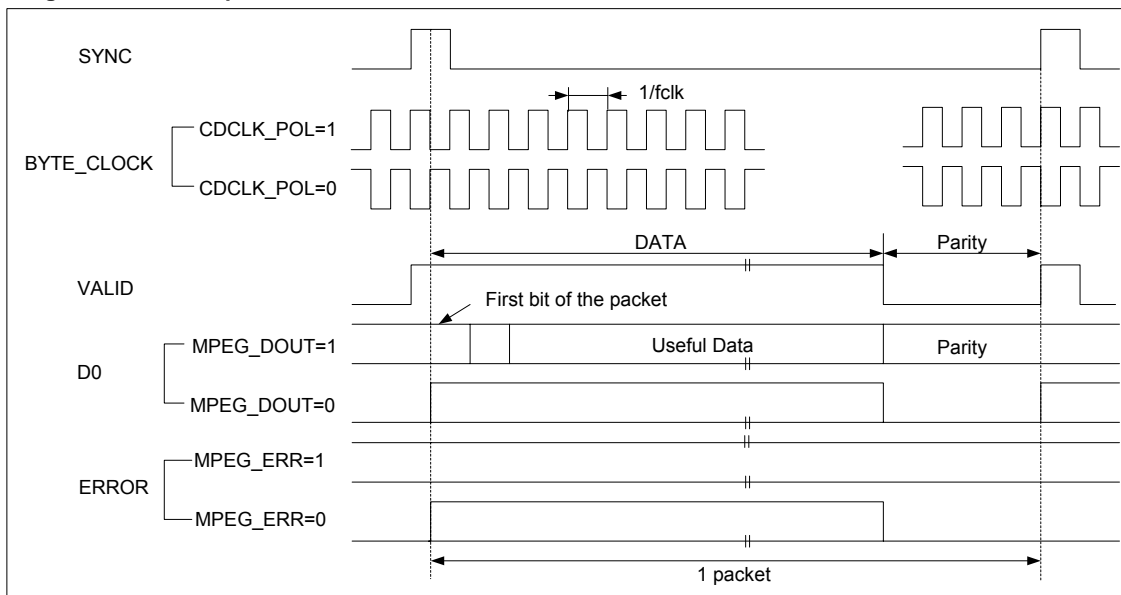 SYNC
1/fclk
CDCLK_POL=1
BYTE_CLOCK
CDCLK_POL=0
DATA
Parity
VALID
First bit of the packet
MPEG_DOUT=1
Useful Data
Parity
D0
MPEG_DOUT=0
MPEG_ERR=1
ERROR
MPEG_ERR=0
1 packet